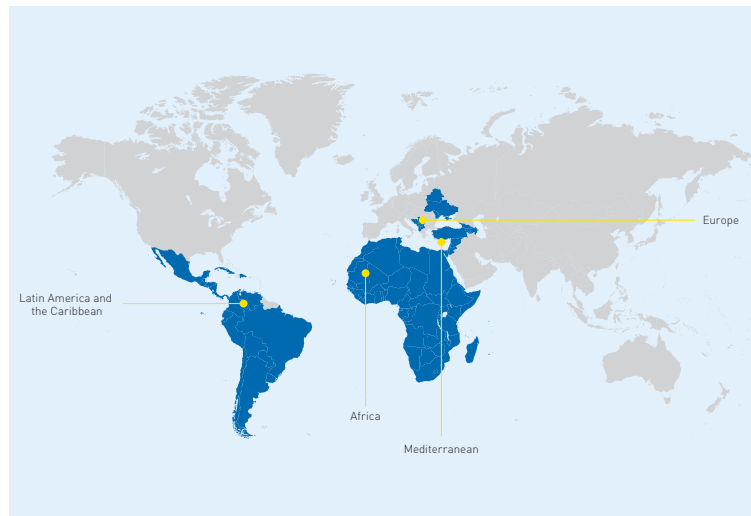 Europe
Latin America and
the Caribbean
Africa
Mediterranean